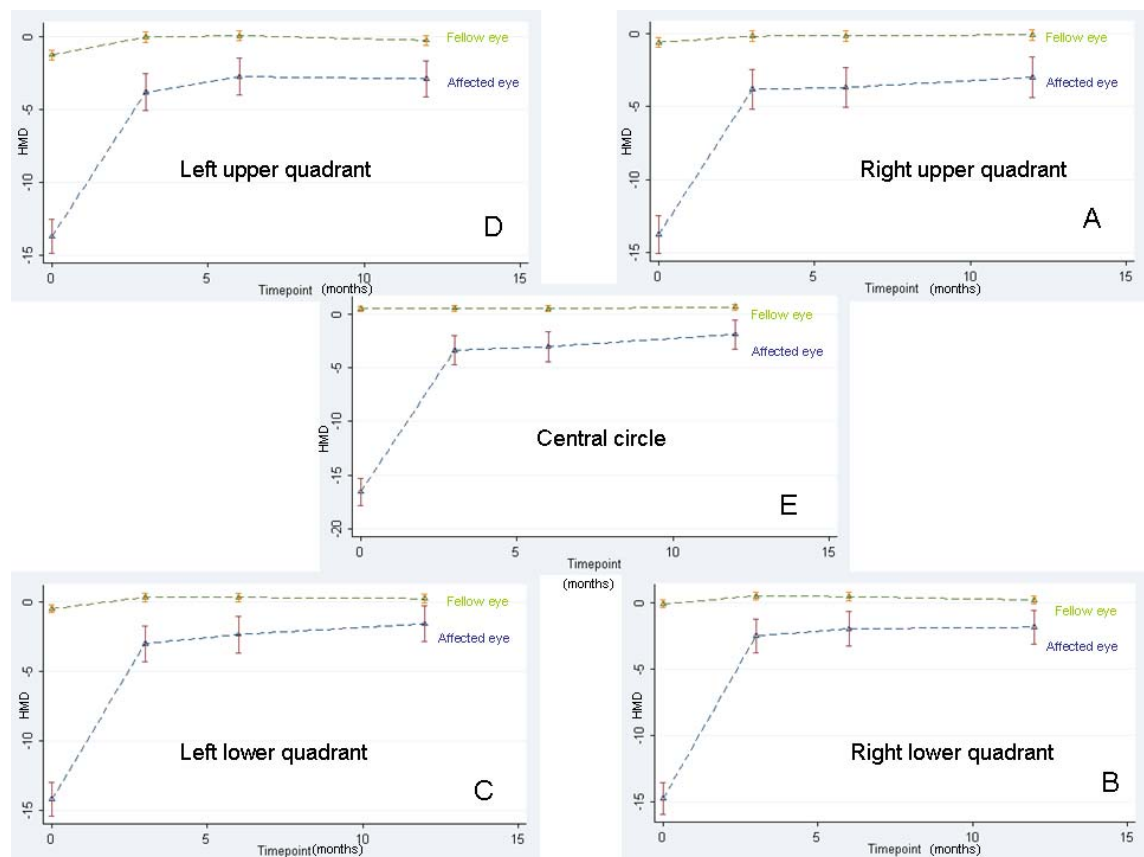 0
-5
-10
-15
HMD
Fellow eye
Affected eye
Left upper quadrant
D
0 5 10 15
Timepoint (months)
0
-5
-10
-15
HMD
Fellow eye
Affected eye
Right upper quadrant
A
0 5 10 15
Timepoint (months)
0
-5
-10
-15
-20
HMD
Fellow eye
Affected eye
Central circle
E
0 5 10 15
Timepoint
(months)
0
-5
-10
-15
HMD
Fellow eye
Affected eye
Left lower quadrant
C
0 5 10 15
Timepoint (months)
0
-5
-10
-15
HMD
Fellow eye
Affected eye
Right lower quadrant
B
0 5 10 15
Timepoint (months)